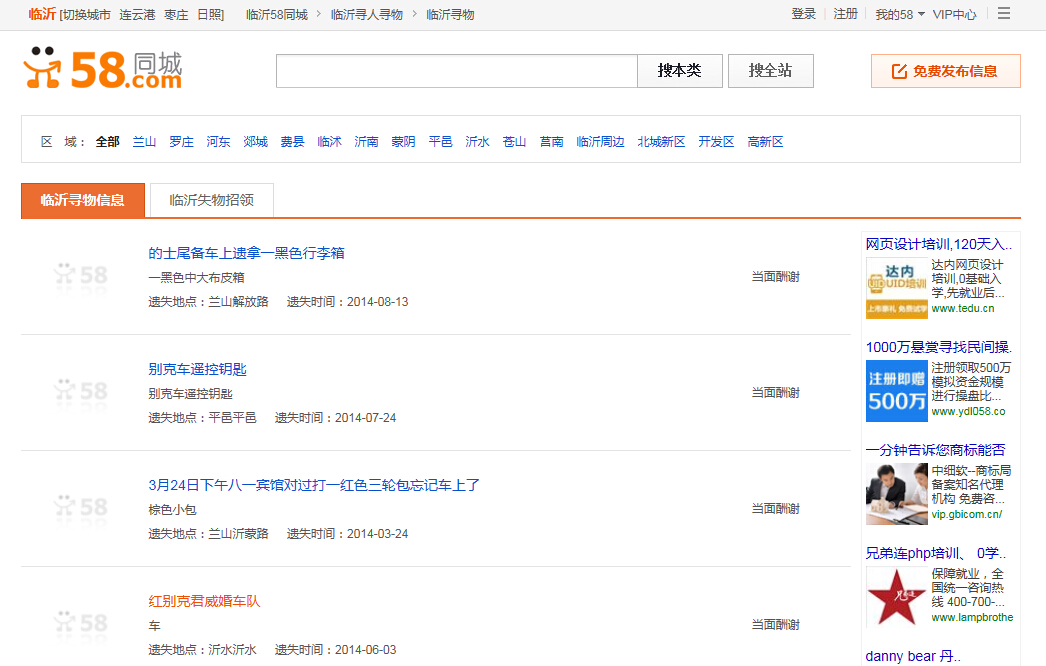 临沂 [切换城市 连云港 枣庄 日照] 临沂58同城 > 临沂寻人寻物 > 临沂寻物 登录 注册 我的58 VIP中心
58同城.com 搜本类 搜全站 免费发布信息
区 域： 全部 兰山 罗庄 河东 郯城 费县 临沭 沂南 蒙阴 平邑 沂水 苍山 莒南 临沂周边 北城新区 开发区 高新区
临沂寻物信息 临沂失物招领
58
的士尾备车上遗拿一黑色行李箱
一黑色中大布皮箱
遗失地点：兰山解放路 遗失时间：2014-08-13
当面酬谢
58
别克车遥控钥匙
别克车遥控钥匙
遗失地点：平邑平邑 遗失时间：2014-07-24
当面酬谢
58
3月24日下午八一宾馆对过打一红色三轮包忘记车上了
棕色小包
遗失地点：兰山沂蒙路 遗失时间：2014-03-24
当面酬谢
58
红别克君威婚车队
车
遗失地点：沂水沂水 遗失时间：2014-06-03
当面酬谢
网页设计培训,120天入..
达内
UID UID培训
达内网页设计
培训,0基础入
学,先就业后...
www.tedu.cn
1000万悬赏寻找民间操.
注册即赠
500万
注册领取500万
模拟资金规模
进行操盘比...
www.ydl058.co
一分钟告诉您商标能否
中细软--商标局
备案知名代理
机构 免费咨...
vip.gbicom.cn/
兄弟连php培训、 0学..
保障就业，全
国统一咨询热
线 400-700-...
www.lampbrothe
danny bear 丹..